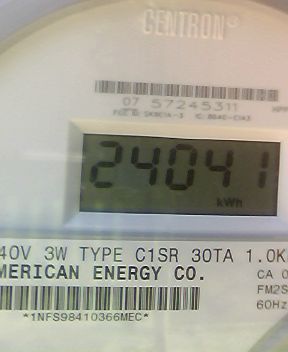 CENTRON®
07 57245311
24041
kWh
40V 3W TYPE C1SR 30TA 1.0K
MERICAN ENERGY CO.
CA 0
FM2S
60Hz
*1NFS98410366MEC*